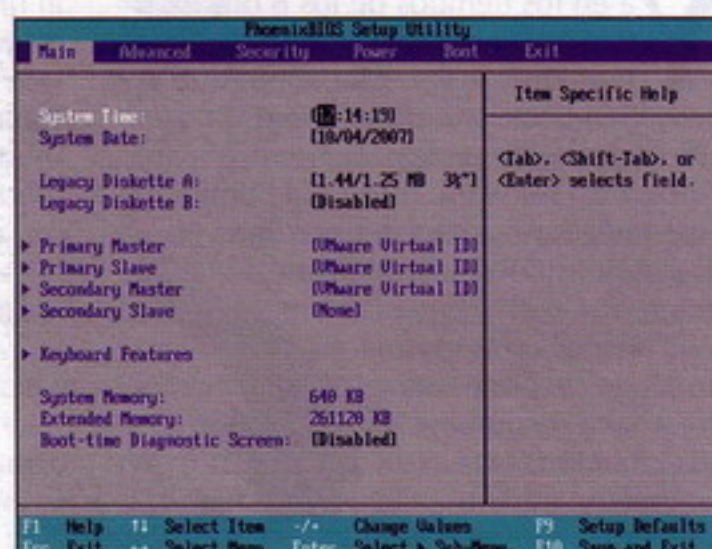 PhoenixBIOS Setup Utility
Main Advanced Security Power Boot Exit
System Time: [12:14:19]
System Date: [10/04/2007]
Legacy Diskette A: [1.44/1.25 MB 3½"]
Legacy Diskette B: [Disabled]
Primary Master [VMware Virtual ID]
Primary Slave [VMware Virtual ID]
Secondary Master [VMware Virtual ID]
Secondary Slave [None]
Keyboard Features
System Memory: 640 KB
Extended Memory: 261120 KB
Boot-time Diagnostic Screen: [Disabled]
Item Specific Help
<Tab>, <Shift-Tab>, or
<Enter> selects field.
F1 Help ↑↓ Select Item -/+ Change Values F9 Setup Defaults
Esc Exit ↔ Select Menu Enter Select ▶ Sub-Menu F10 Save and Exit